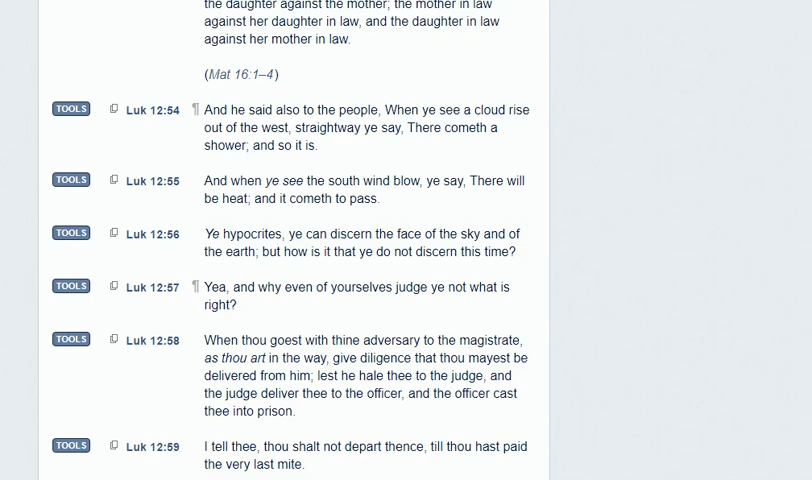 the daughter against the mother; the mother in law
against her daughter in law, and the daughter in law
against her mother in law.
(Mat 16:1–4)
TOOLS Luk 12:54 ¶ And he said also to the people, When ye see a cloud rise
out of the west, straightway ye say, There cometh a
shower; and so it is.
TOOLS Luk 12:55 And when ye see the south wind blow, ye say, There will
be heat; and it cometh to pass.
TOOLS Luk 12:56 Ye hypocrites, ye can discern the face of the sky and of
the earth; but how is it that ye do not discern this time?
TOOLS Luk 12:57 ¶ Yea, and why even of yourselves judge ye not what is
right?
TOOLS Luk 12:58 When thou goest with thine adversary to the magistrate,
as thou art in the way, give diligence that thou mayest be
delivered from him; lest he hale thee to the judge, and
the judge deliver thee to the officer, and the officer cast
thee into prison.
TOOLS Luk 12:59 I tell thee, thou shalt not depart thence, till thou hast paid
the very last mite.